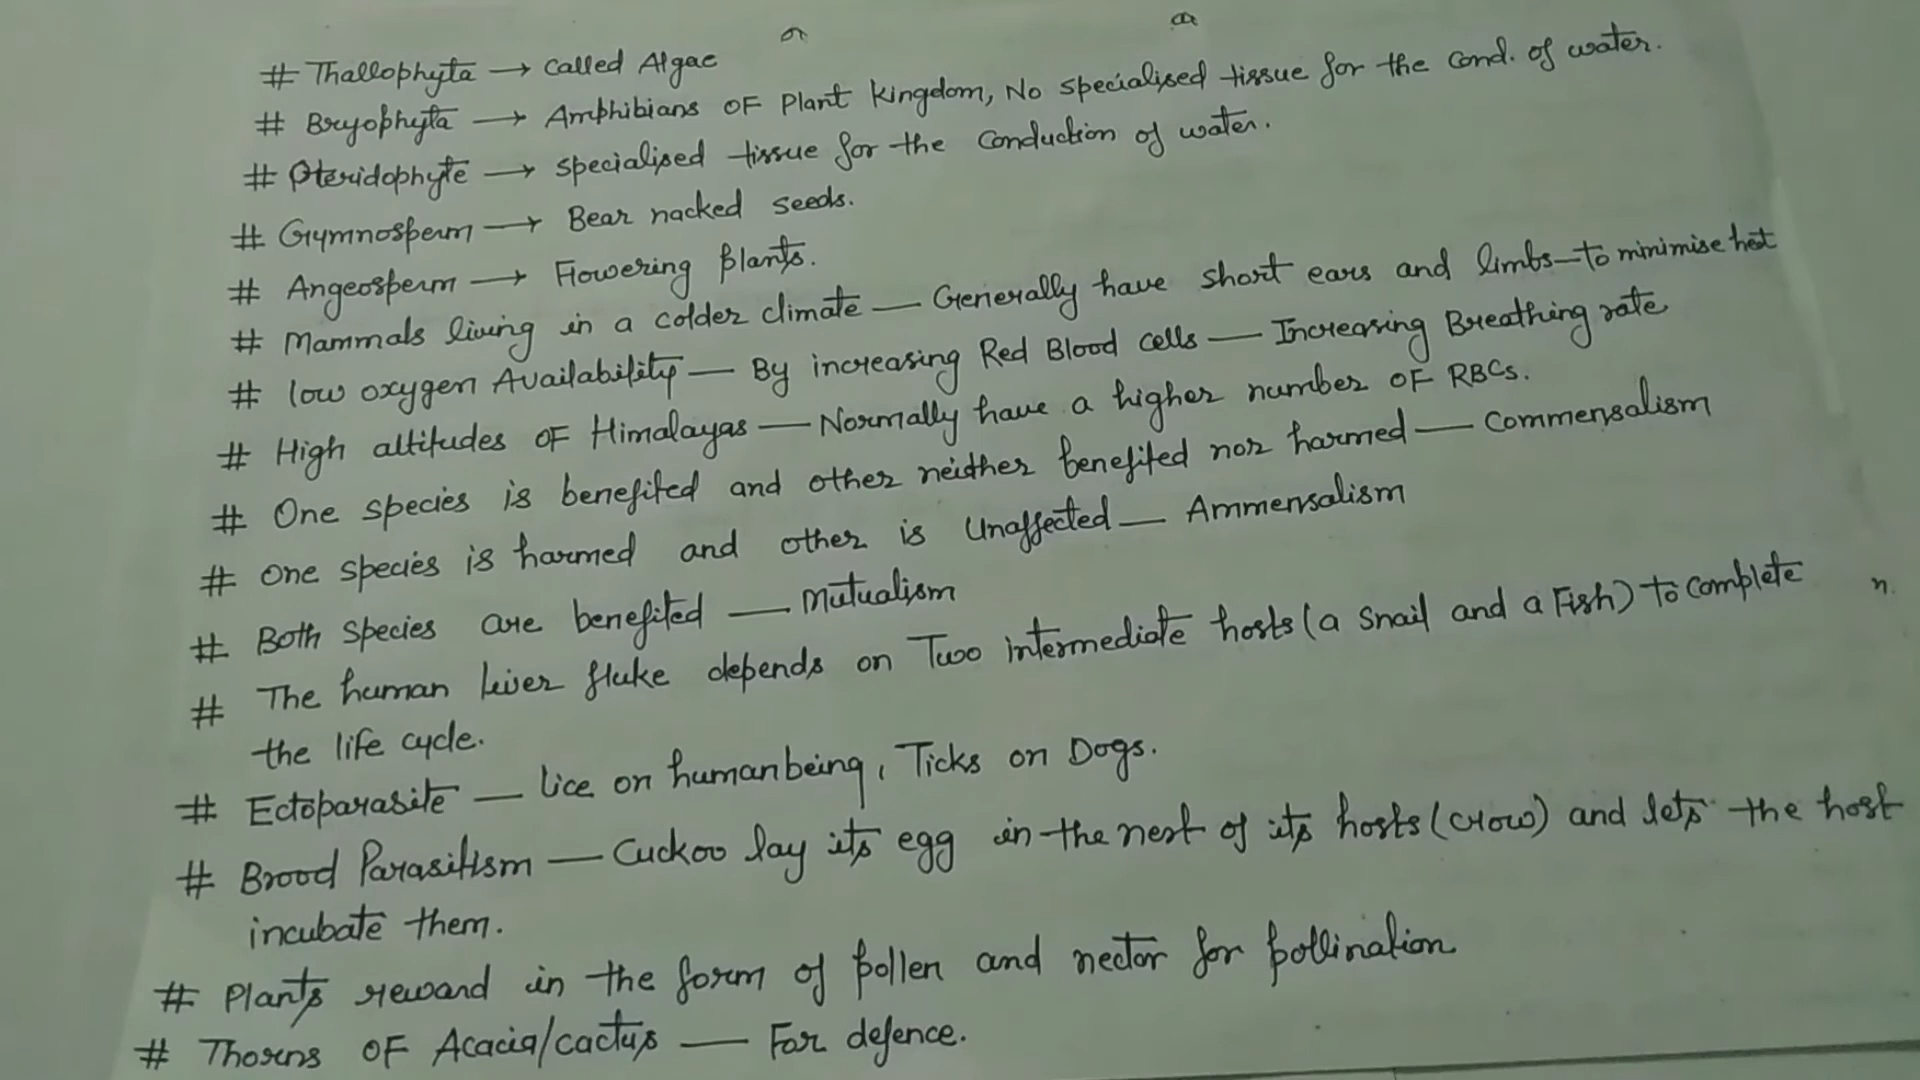 # Thallophyta → called Algae
# Bryophyta → Amphibians OF Plant kingdom, No specialised tissue for the cond. of water.
# Pteridophyte → specialised tissue for the conduction of water.
# Gymnosperm → Bear nacked seeds.
# Angeosperm → Flowering plants.
# Mammals living in a colder climate — Generally have short ears and limbs – to minimise het
# low oxygen Availability — By increasing Red Blood cells — Increasing Breathing rate
# High altitudes OF Himalayas — Normally have a higher number OF RBCs.
# One species is benefited and other neither benefited nor harmed — Commensalism
# One species is harmed and other is Unaffected — Ammensalism
# Both species are benefited — Mutualism
# The human liver fluke depends on Two intermediate hosts (a snail and a Fish) to complete
the life cycle.
# Ectoparasite — lice on humanbeing, Ticks on Dogs.
# Brood Parasitism — Cuckoo lay its egg in the nest of its hosts (crow) and lets the host
incubate them.
# Plants reward in the form of pollen and nector for pollination
# Thorns OF Acacia/cactus — For defence.